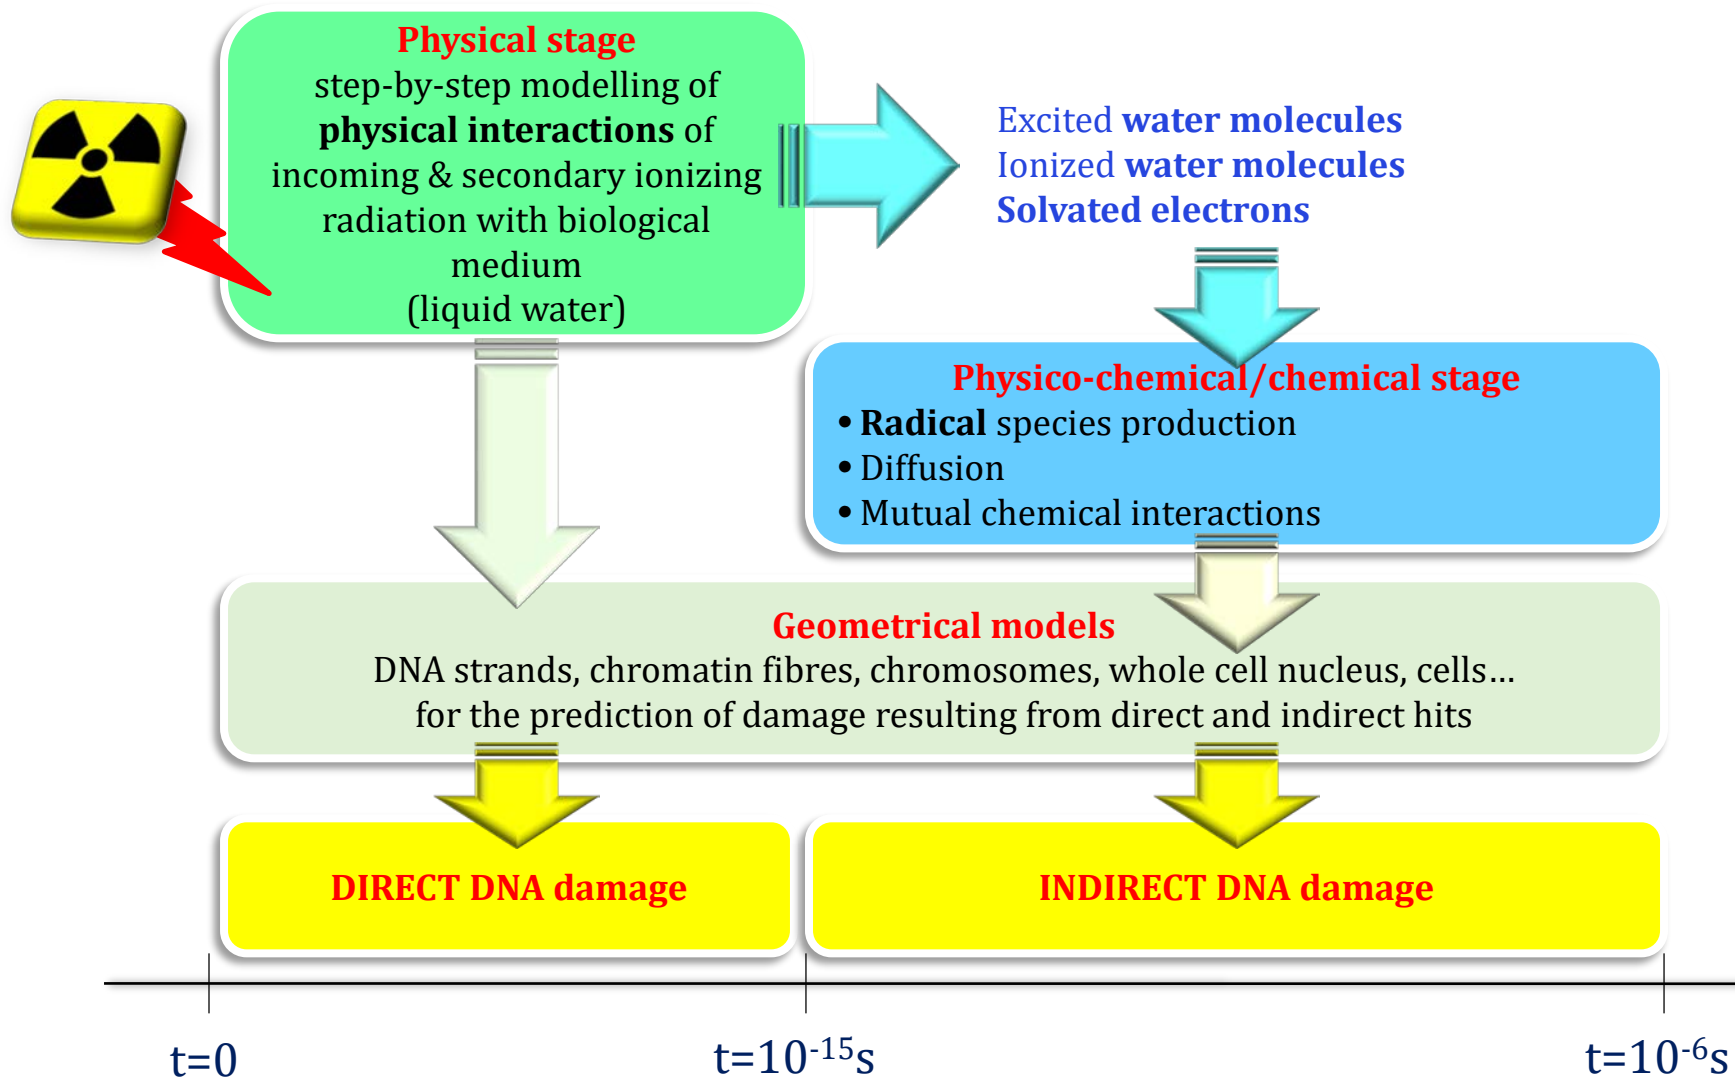 Physical stage
step-by-step modelling of
physical interactions of
incoming & secondary ionizing
radiation with biological
medium
(liquid water)
Excited water molecules
Ionized water molecules
Solvated electrons
Physico-chemical/chemical stage
• Radical species production
• Diffusion
• Mutual chemical interactions
Geometrical models
DNA strands, chromatin fibres, chromosomes, whole cell nucleus, cells…
for the prediction of damage resulting from direct and indirect hits
DIRECT DNA damage
INDIRECT DNA damage
t=0
t=10⁻¹⁵s
t=10⁻⁶s